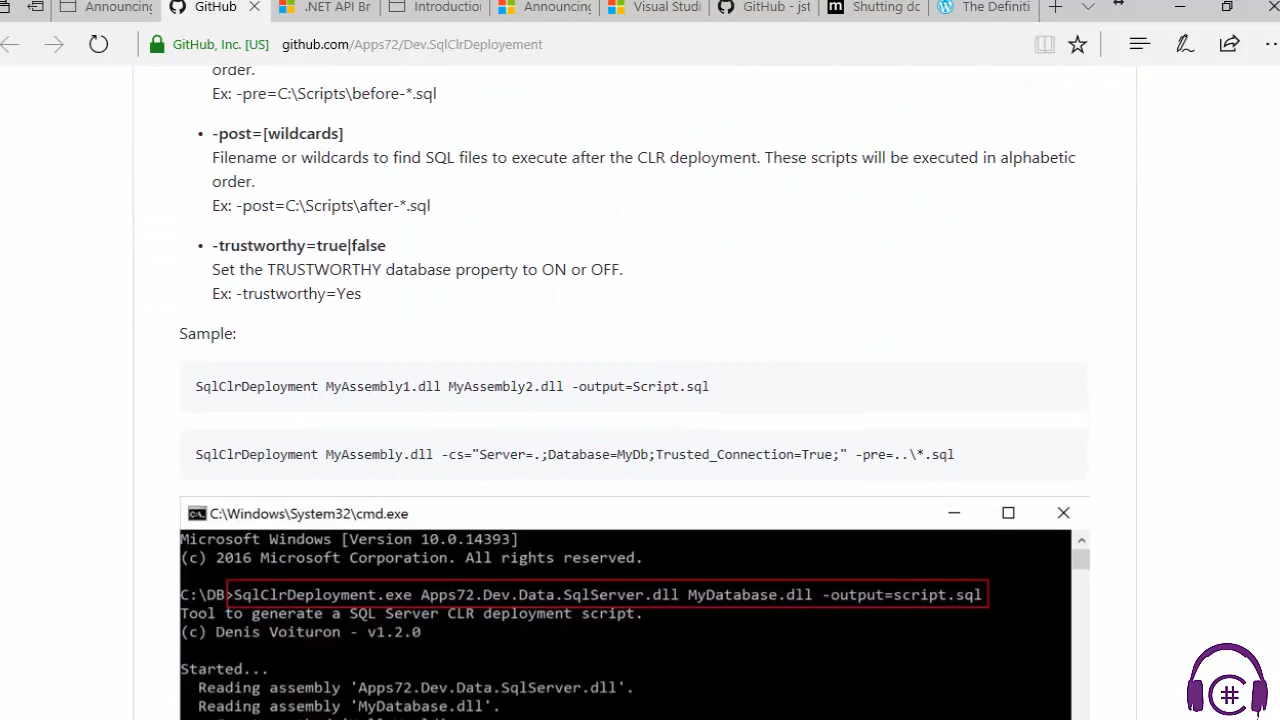 Announcing
GitHub
.NET API Br
Introduction
Announcing
Visual Studi
GitHub - jst
Shutting do
The Definiti
GitHub, Inc. [US] github.com/Apps72/Dev.SqlClrDeployement
order.
Ex: -pre=C:\Scripts\before-*.sql
• -post=[wildcards]
Filename or wildcards to find SQL files to execute after the CLR deployment. These scripts will be executed in alphabetic
order.
Ex: -post=C:\Scripts\after-*.sql
• -trustworthy=true|false
Set the TRUSTWORTHY database property to ON or OFF.
Ex: -trustworthy=Yes
Sample:
SqlClrDeployment MyAssembly1.dll MyAssembly2.dll -output=Script.sql
SqlClrDeployment MyAssembly.dll -cs="Server=.;Database=MyDb;Trusted_Connection=True;" -pre=..\*.sql
C:\Windows\System32\cmd.exe
Microsoft Windows [Version 10.0.14393]
(c) 2016 Microsoft Corporation. All rights reserved.
C:\DB>SqlClrDeployment.exe Apps72.Dev.Data.SqlServer.dll MyDatabase.dll -output=script.sql
Tool to generate a SQL Server CLR deployment script.
(c) Denis Voituron - v1.2.0
Started...
Reading assembly 'Apps72.Dev.Data.SqlServer.dll'.
Reading assembly 'MyDatabase.dll'.